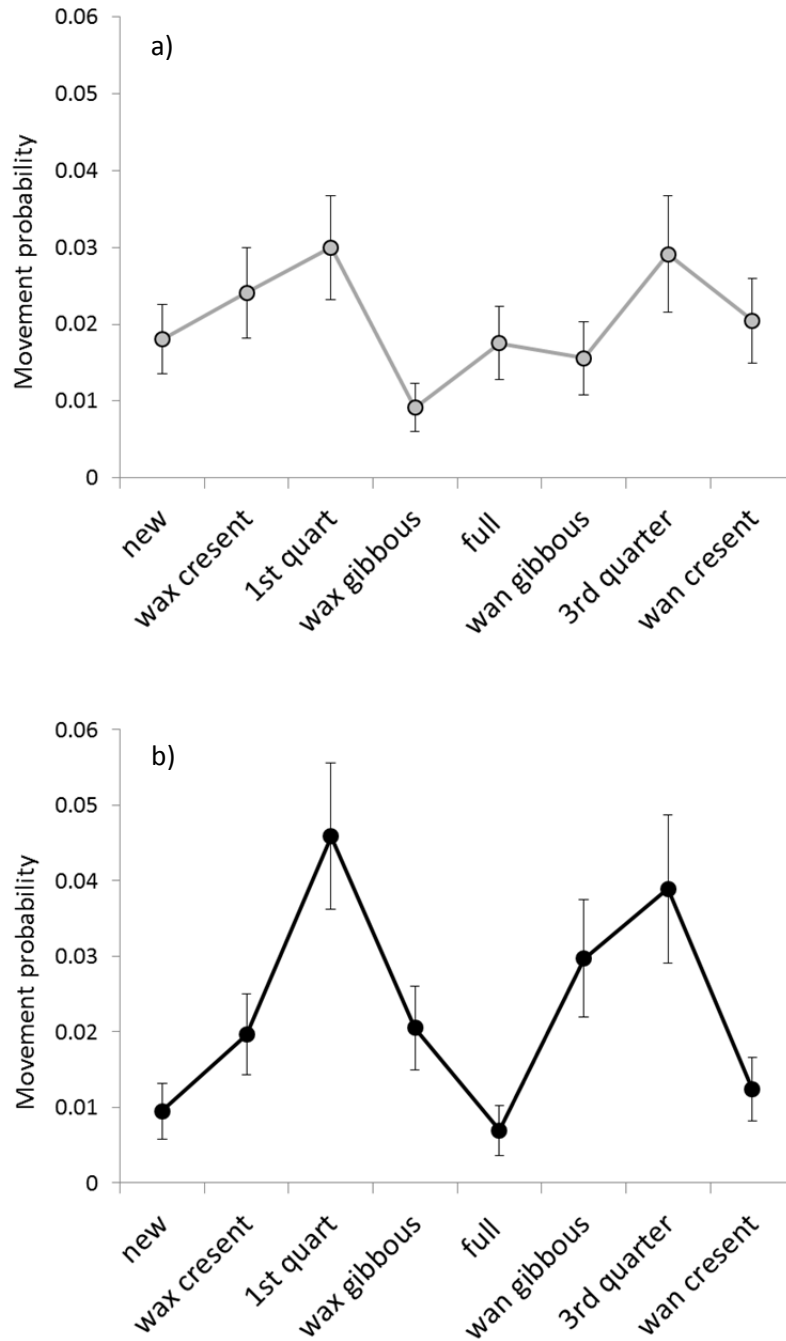 a)
Movement probability
0.06
0.05
0.04
0.03
0.02
0.01
0
new
wax cresent
1st quart
wax gibbous
full
wan gibbous
3rd quarter
wan cresent
b)
Movement probability
0.06
0.05
0.04
0.03
0.02
0.01
0
new
wax cresent
1st quart
wax gibbous
full
wan gibbous
3rd quarter
wan cresent